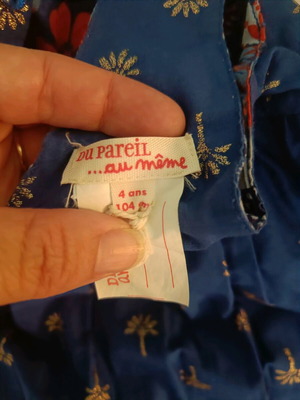 DU PAREIL
...au même
4 ans
104